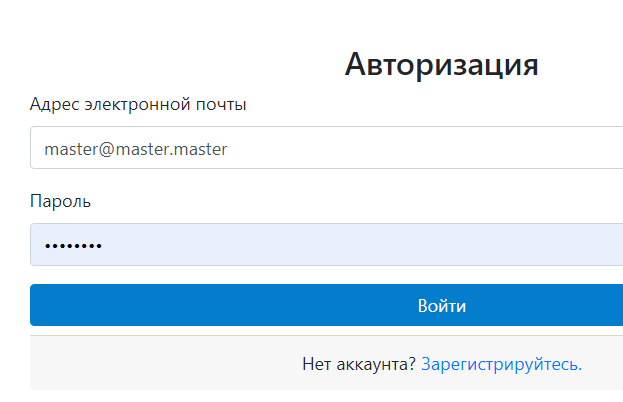 Авторизация
Адрес электронной почты
master@master.master
Пароль
••••••••
Войти
Нет аккаунта? Зарегистрируйтесь.